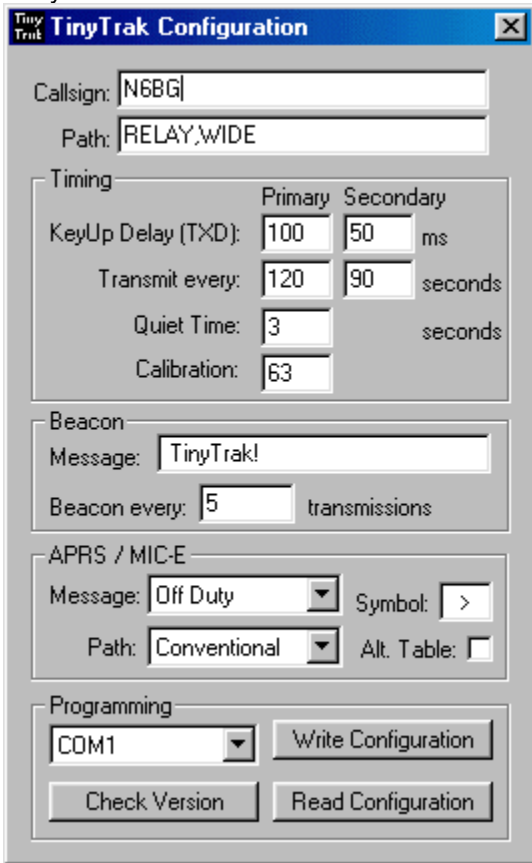 Tiny Trak TinyTrak Configuration
Callsign: N6BG
Path: RELAY,WIDE
Timing
Primary Secondary
KeyUp Delay (TXD): 100 50 ms
Transmit every: 120 90 seconds
Quiet Time: 3 seconds
Calibration: 63
Beacon
Message: TinyTrak!
Beacon every: 5 transmissions
APRS / MIC-E
Message: Off Duty Symbol: >
Path: Conventional Alt. Table:
Programming
COM1 Write Configuration
Check Version Read Configuration